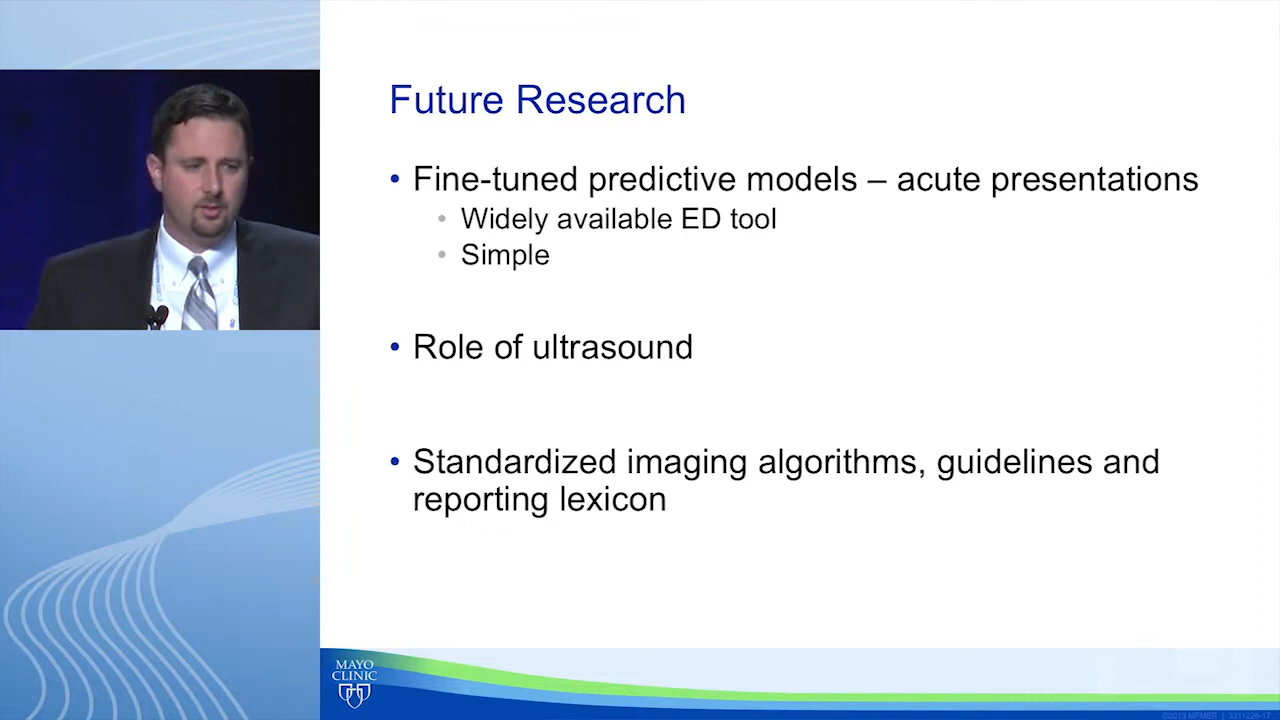 Future Research
• Fine-tuned predictive models – acute presentations
• Widely available ED tool
• Simple
• Role of ultrasound
• Standardized imaging algorithms, guidelines and
reporting lexicon
MAYO
CLINIC